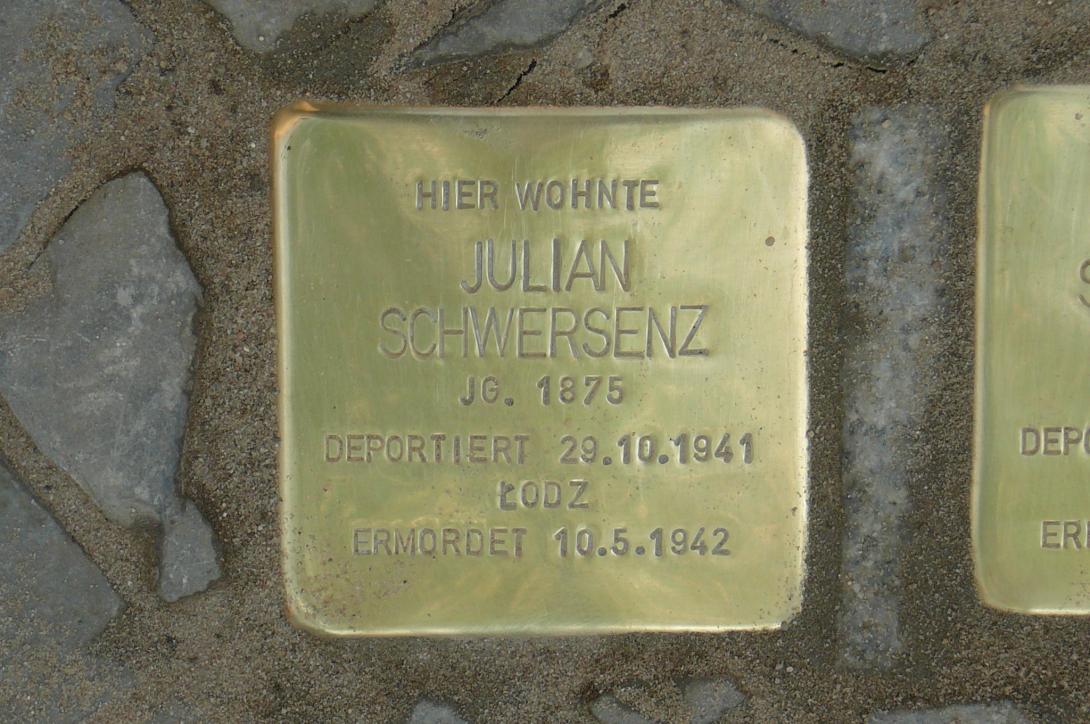 HIER WOHNTE
JULIAN
SCHWERSENZ
JG. 1875
DEPORTIERT 29.10.1941
ŁODZ
ERMORDET 10.5.1942